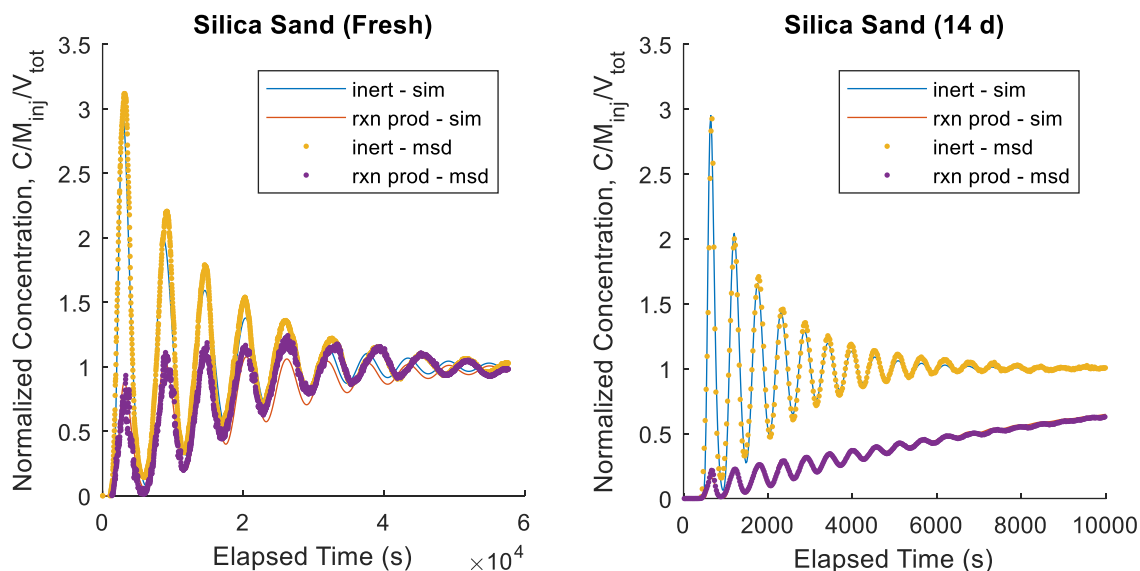 Silica Sand (Fresh)
Normalized Concentration, C/M_inj/V_tot
3.5
3
2.5
2
1.5
1
0.5
0
inert - sim
rxn prod - sim
inert - msd
rxn prod - msd
0
2
4
6
×10^4
Elapsed Time (s)
Silica Sand (14 d)
Normalized Concentration, C/M_inj/V_tot
3.5
3
2.5
2
1.5
1
0.5
0
inert - sim
rxn prod - sim
inert - msd
rxn prod - msd
0
2000
4000
6000
8000
10000
Elapsed Time (s)